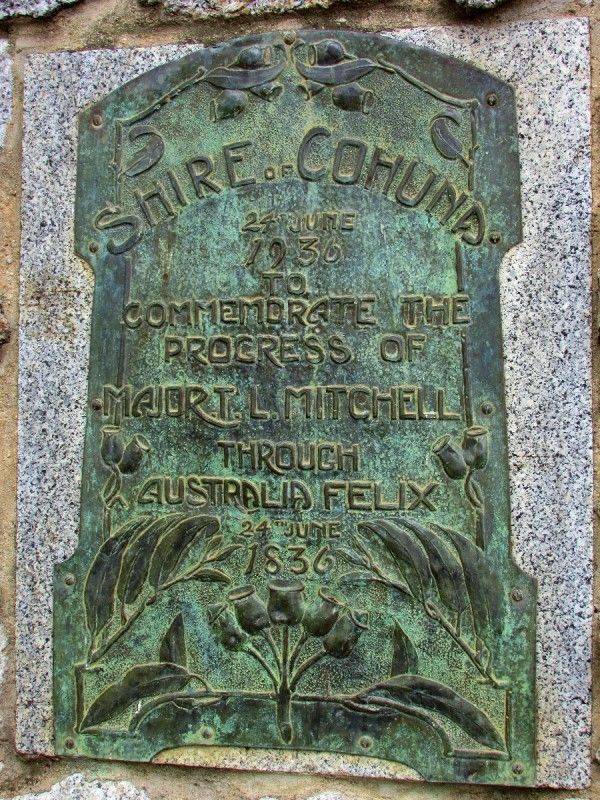 SHIRE OF COHUNA
24TH JUNE
1936
TO
COMMEMORATE THE
PROGRESS OF
MAJOR T. L. MITCHELL
THROUGH
AUSTRALIA FELIX
24TH JUNE
1836